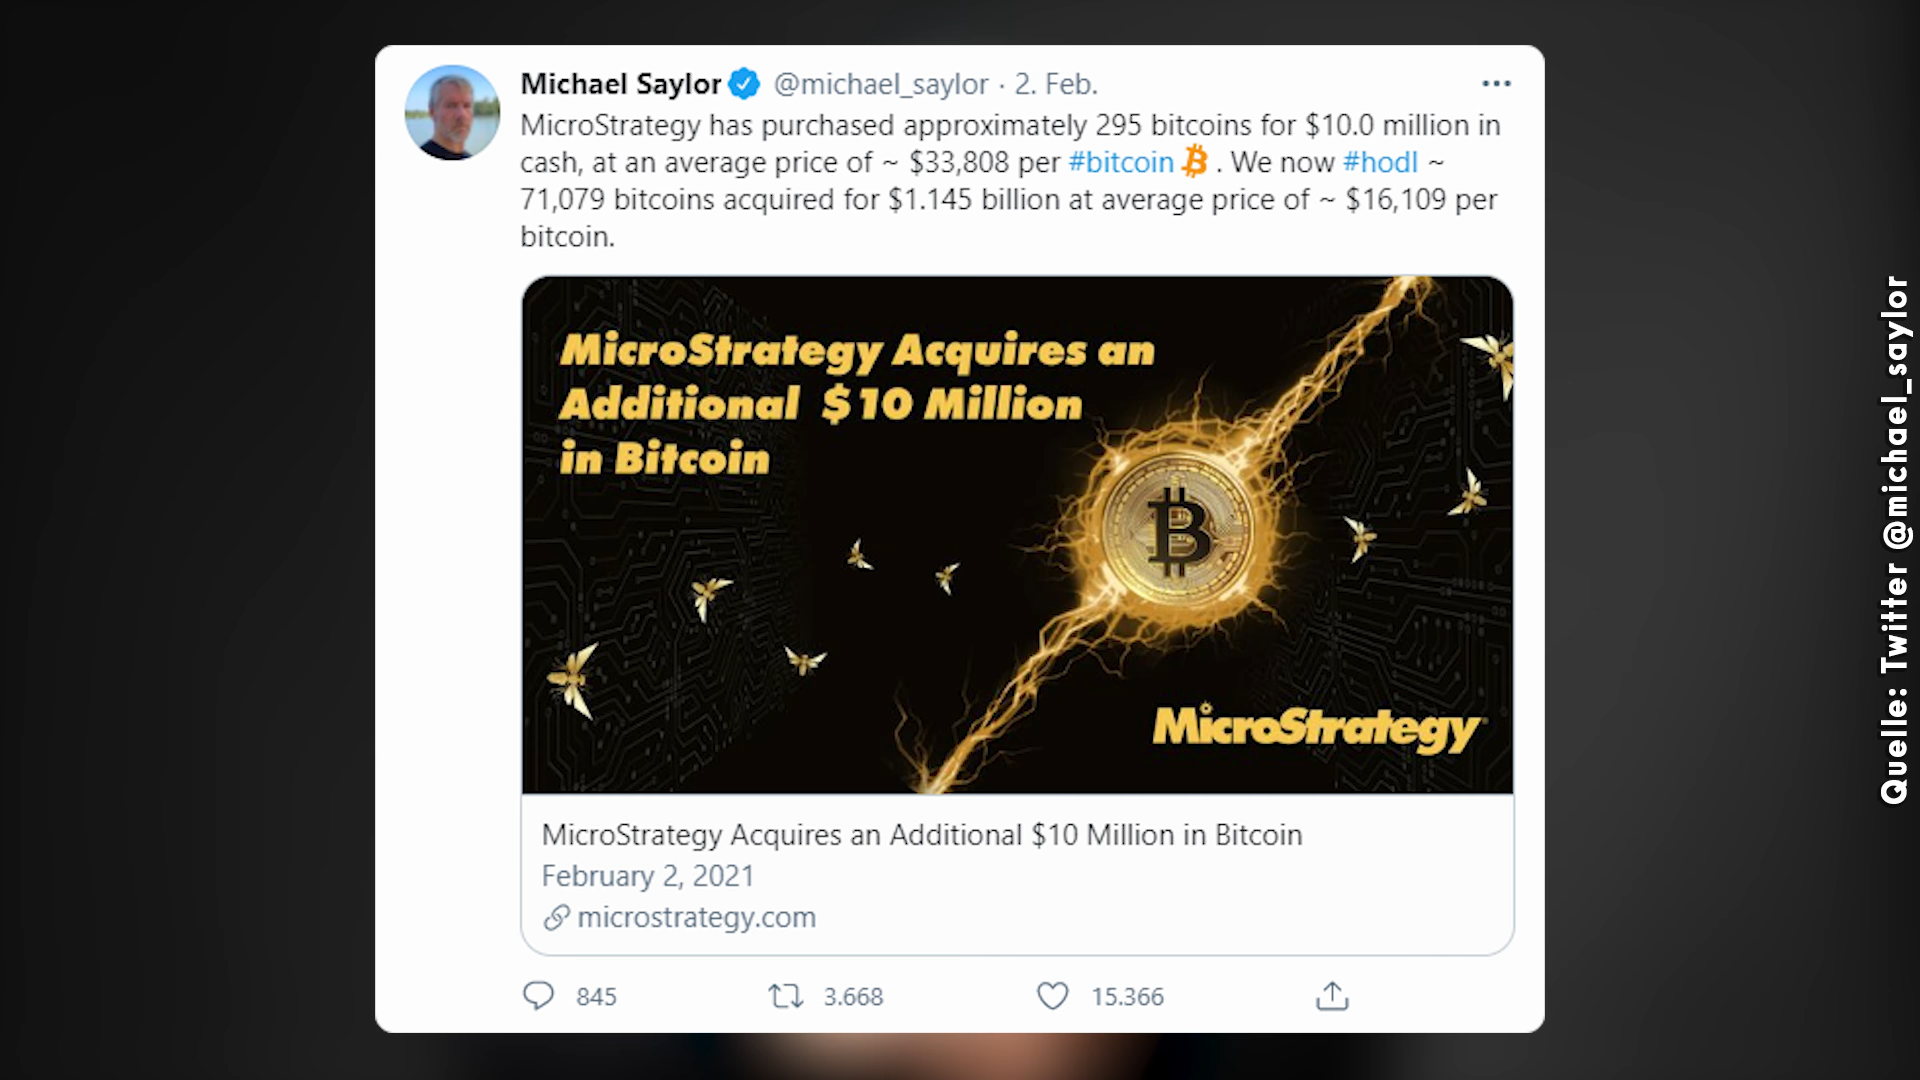 Michael Saylor @michael_saylor · 2. Feb.
MicroStrategy has purchased approximately 295 bitcoins for $10.0 million in
cash, at an average price of ~ $33,808 per #bitcoin ₿ . We now #hodl ~
71,079 bitcoins acquired for $1.145 billion at average price of ~ $16,109 per
bitcoin.
MicroStrategy Acquires an
Additional $10 Million
in Bitcoin
MicroStrategy
MicroStrategy Acquires an Additional $10 Million in Bitcoin
February 2, 2021
microstrategy.com
845 3.668 15.366
Quelle: Twitter @michael_saylor